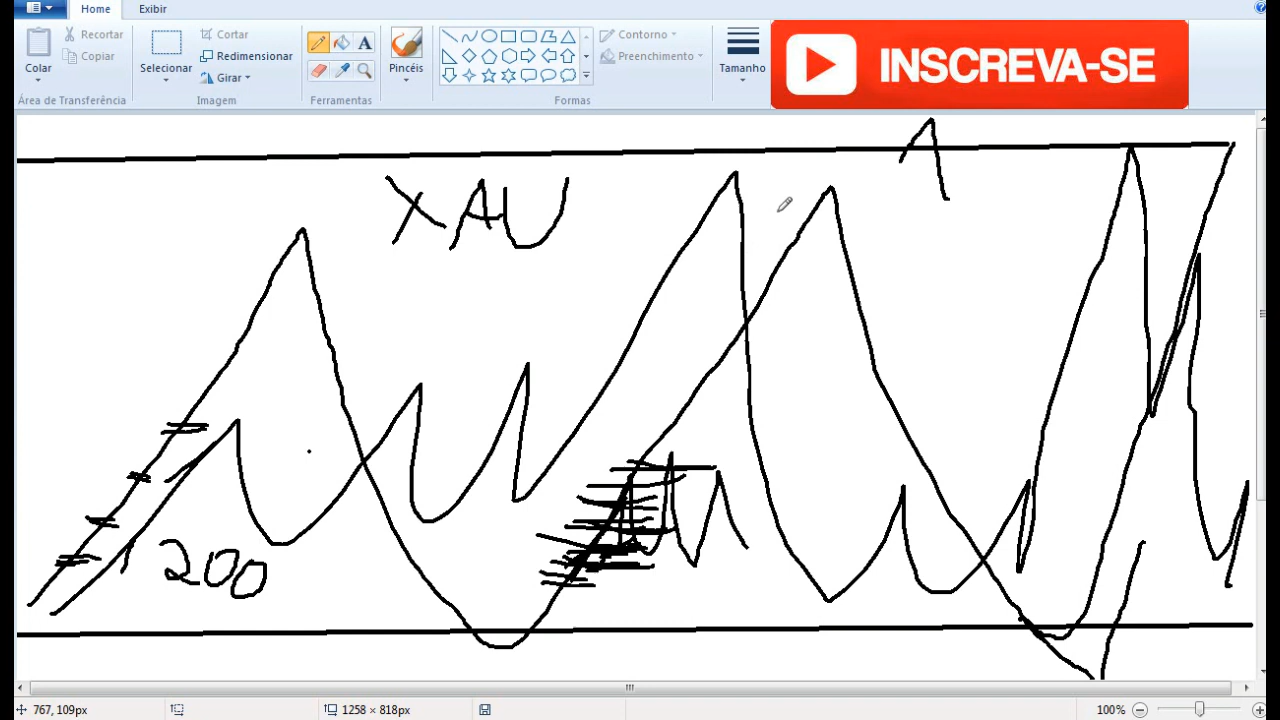 Home Exibir
Colar
Recortar
Copiar
Área de Transferência
Selecionar
Cortar
Redimensionar
Girar
Imagem
A
Ferramentas
Pincéis
Contorno
Preenchimento
Formas
Tamanho
INSCREVA-SE
XAU
1200
767, 109px
1258 × 818px
100%